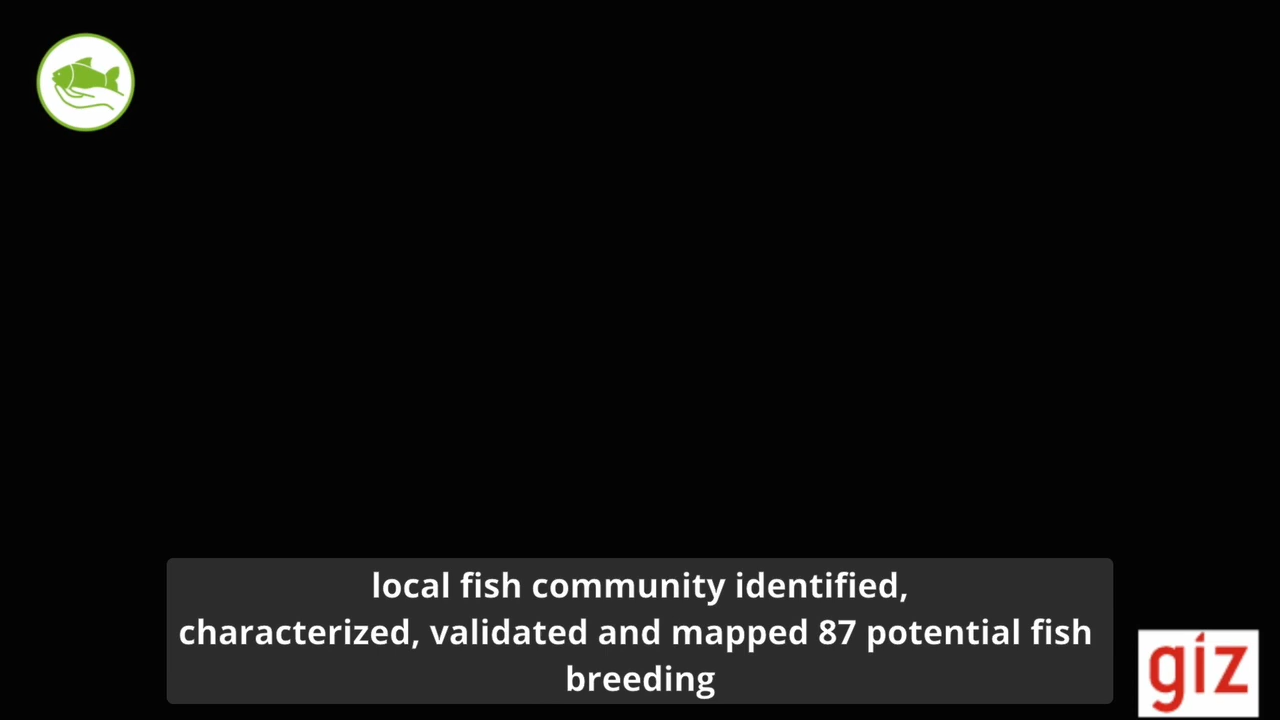 local fish community identified,
characterized, validated and mapped 87 potential fish
breeding
giz